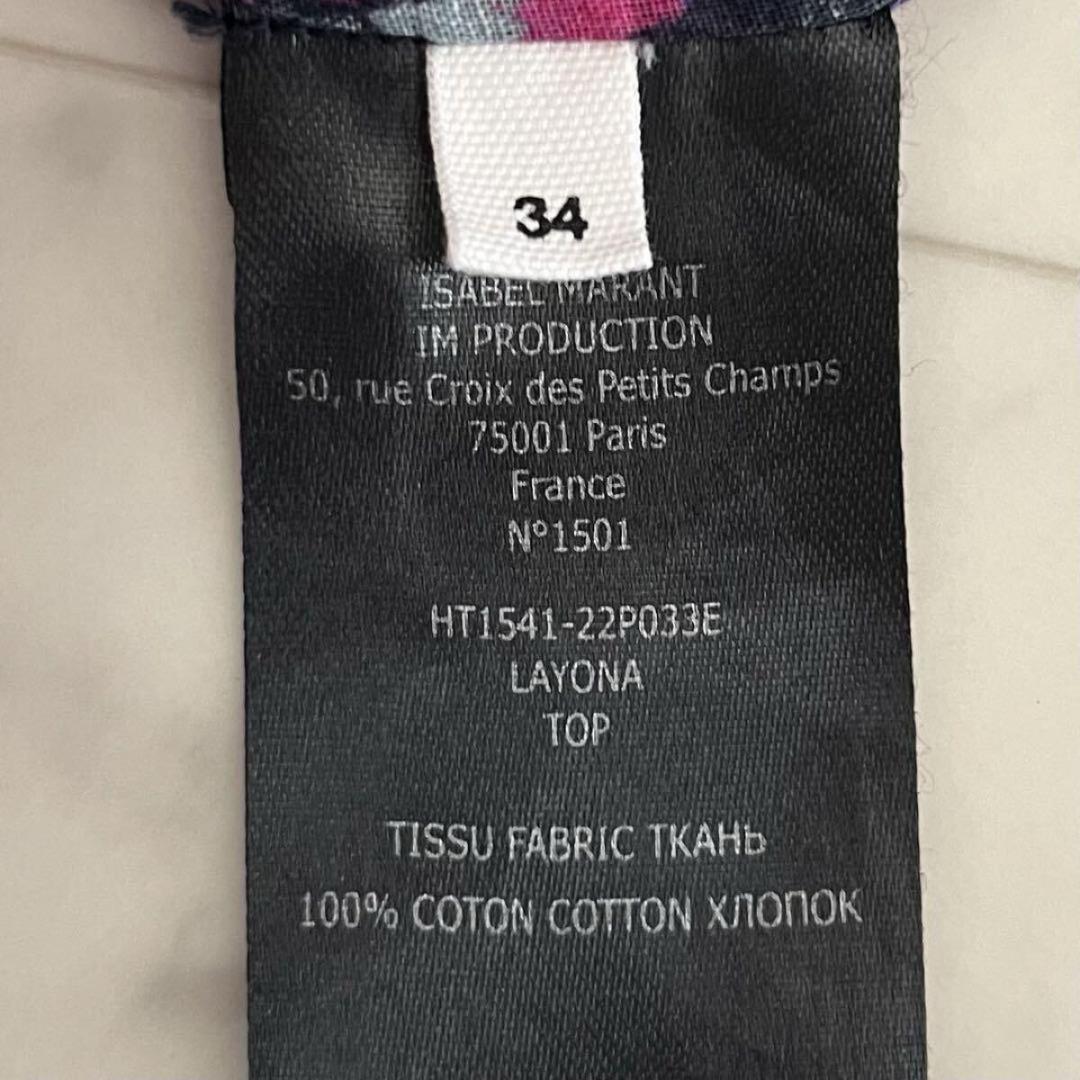 34
ISABEL MARANT
IM PRODUCTION
50, rue Croix des Petits Champs
75001 Paris
France
N°1501
HT1541-22P033E
LAYONA
TOP
TISSU FABRIC ТКАНЬ
100% COTON COTTON ХЛОПОК